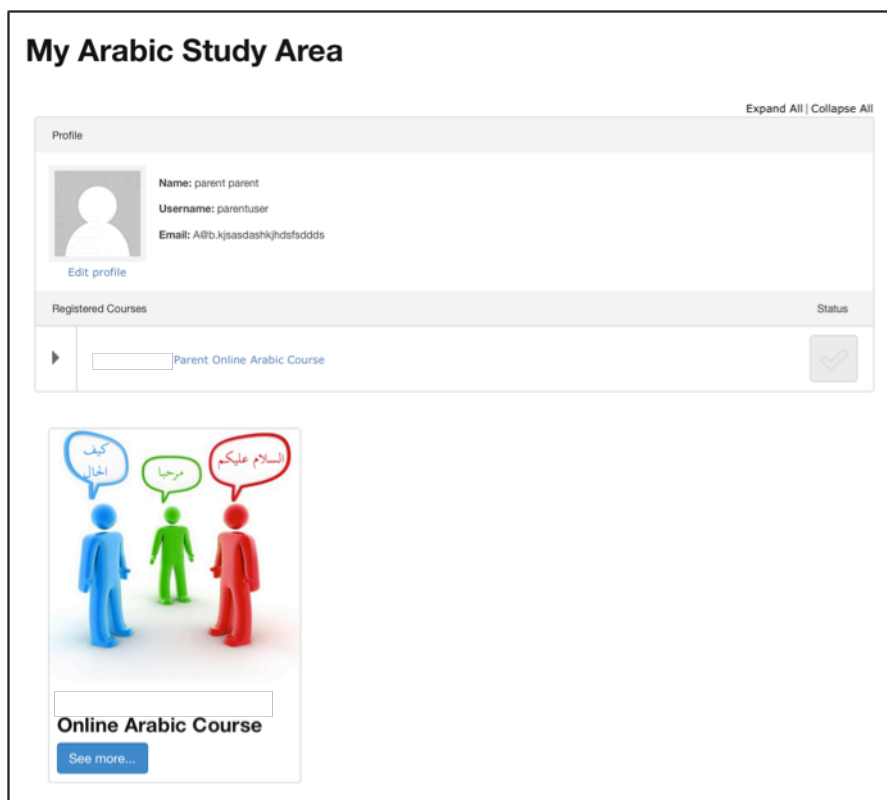 My Arabic Study Area
Expand All | Collapse All
Profile
Name: parent parent
Username: parentuser
Email: A@b.kjsasdashkjhdsfsddds
Edit profile
Registered Courses Status
Parent Online Arabic Course
كيف
الحال
مرحبا
السلام عليكم
Online Arabic Course
See more...